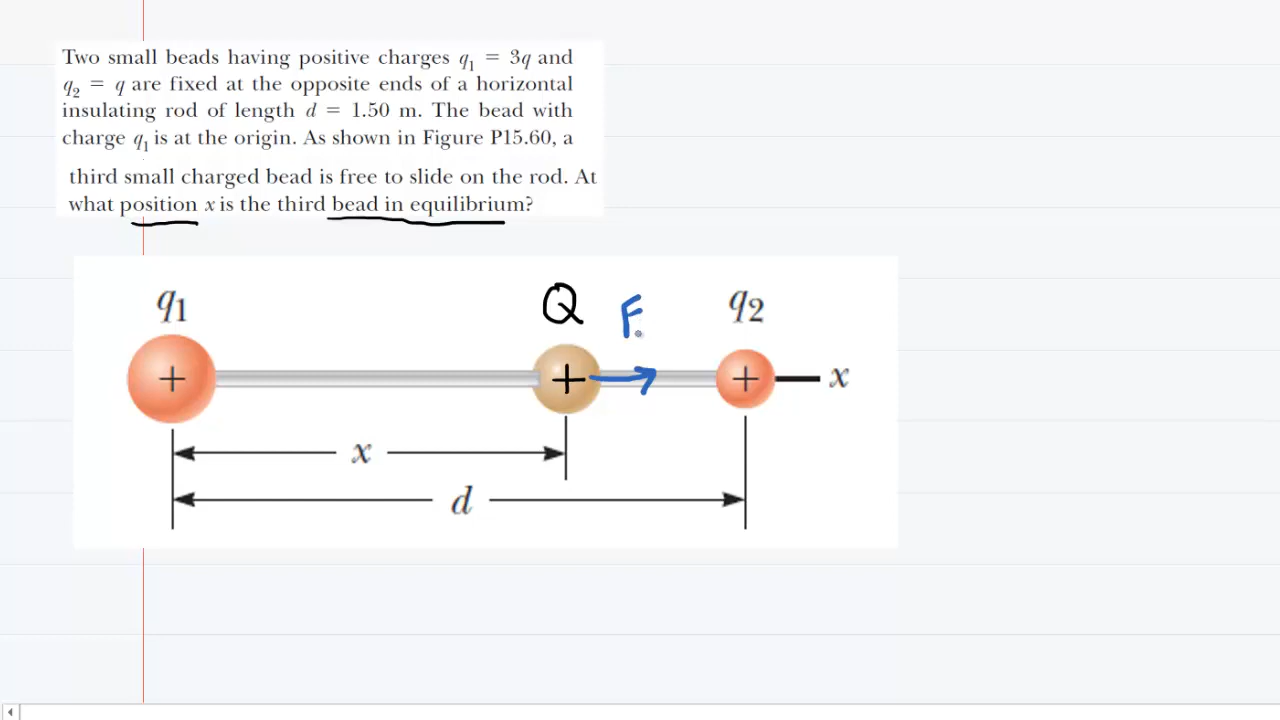 Two small beads having positive charges q₁ = 3q and
q₂ = q are fixed at the opposite ends of a horizontal
insulating rod of length d = 1.50 m. The bead with
charge q₁ is at the origin. As shown in Figure P15.60, a
third small charged bead is free to slide on the rod. At
what position x is the third bead in equilibrium?
q1 Q F q2
+ + + x
x
d